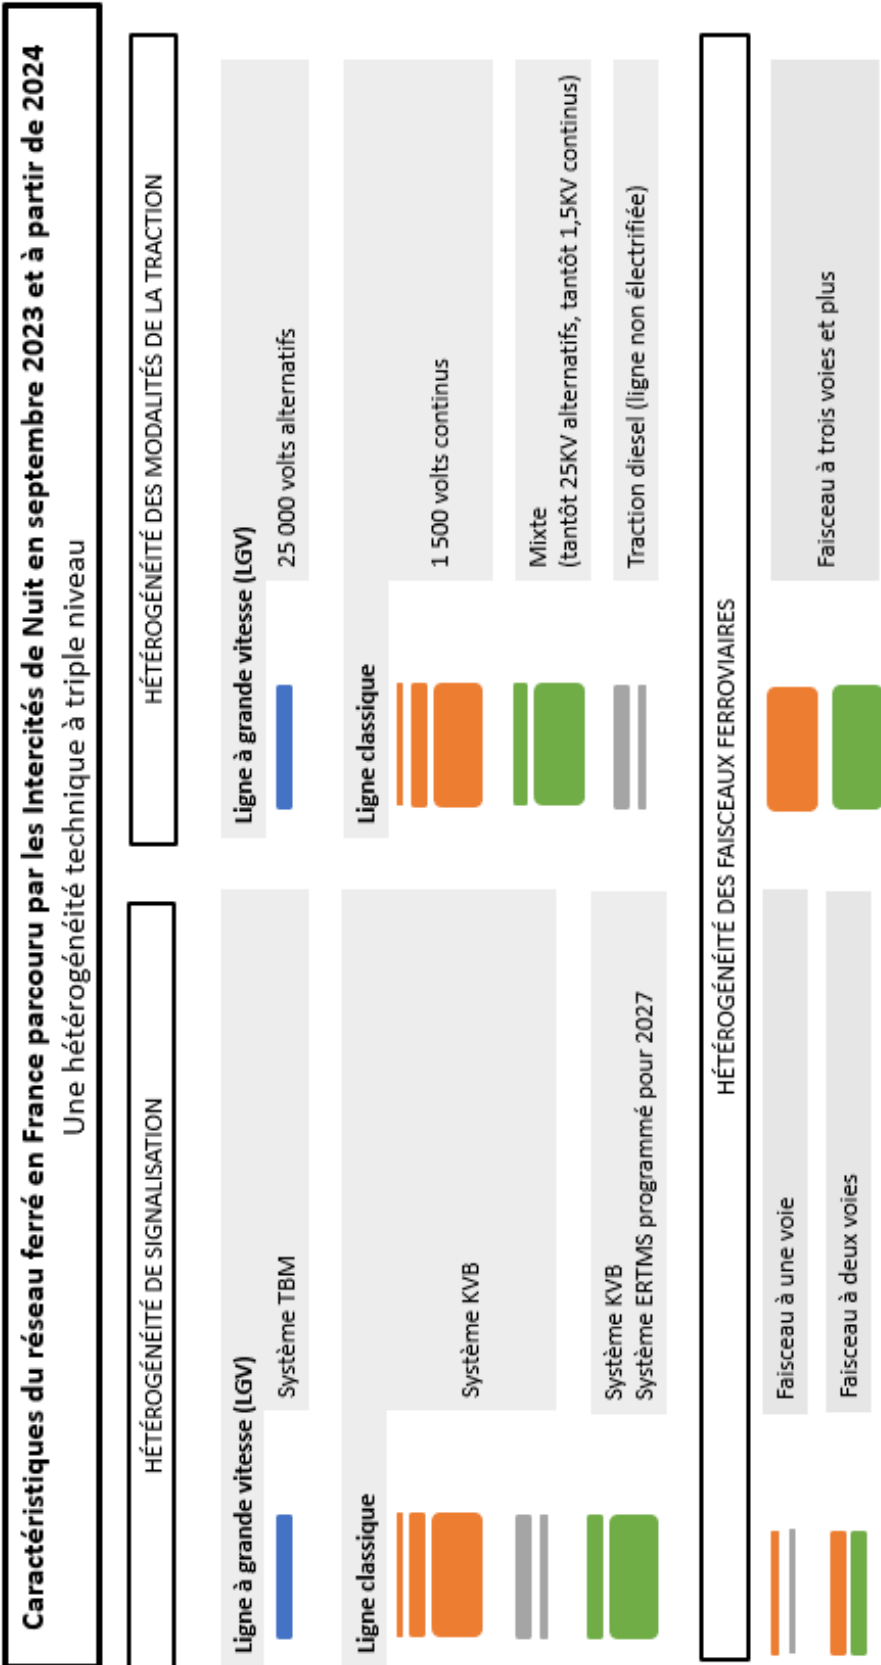 Caractéristiques du réseau ferré en France parcouru par les Intercités de Nuit en septembre 2023 et à partir de 2024
Une hétérogénéité technique à triple niveau
HÉTÉROGÉNÉITÉ DE SIGNALISATION
Ligne à grande vitesse (LGV)
Système TBM
Ligne classique
Système KVB
Système KVB
Système ERTMS programmé pour 2027
HÉTÉROGÉNÉITÉ DES MODALITÉS DE LA TRACTION
Ligne à grande vitesse (LGV)
25 000 volts alternatifs
Ligne classique
1 500 volts continus
Mixte
(tantôt 25KV alternatifs, tantôt 1,5KV continus)
Traction diesel (ligne non électrifiée)
HÉTÉROGÉNÉITÉ DES FAISCEAUX FERROVIAIRES
Faisceau à une voie
Faisceau à deux voies
Faisceau à trois voies et plus